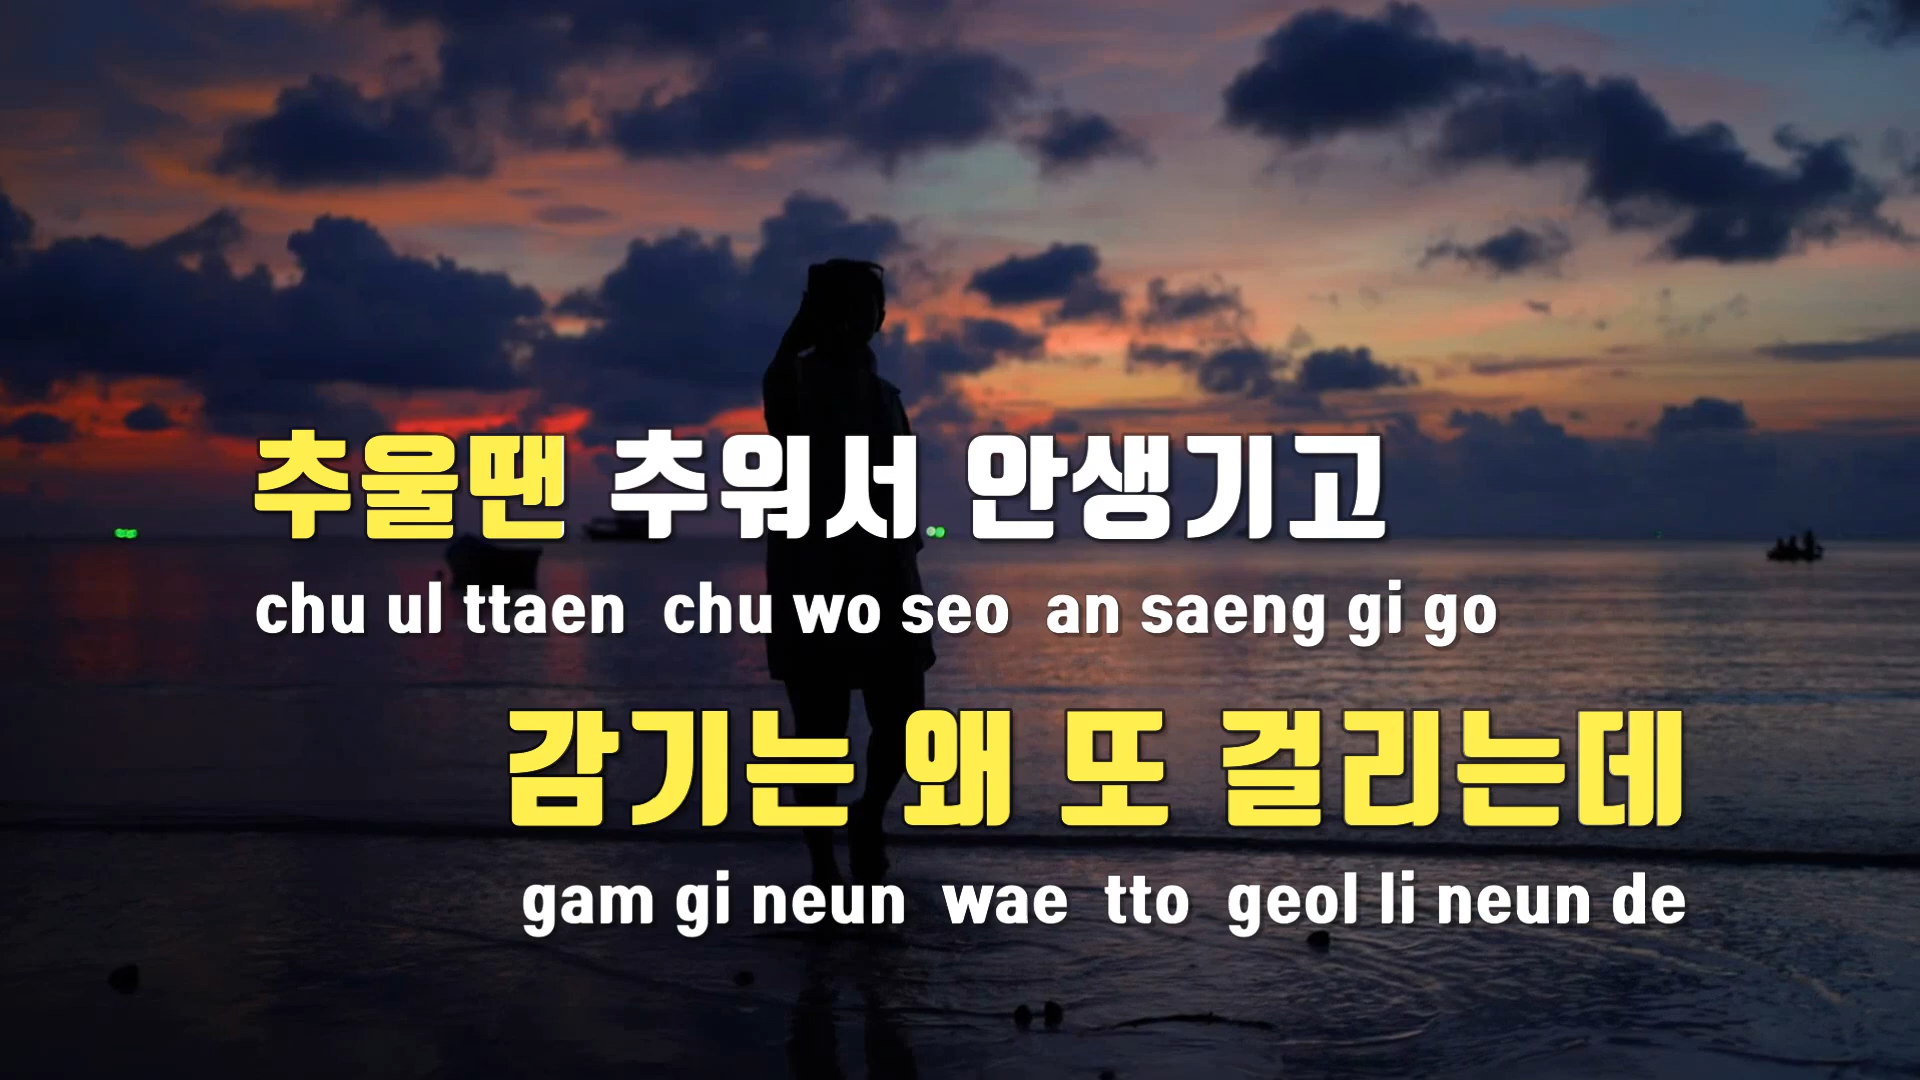 추울땐 추워서 안생기고
chu ul ttaen chu wo seo an saeng gi go
감기는 왜 또 걸리는데
gam gi neun wae tto geol li neun de